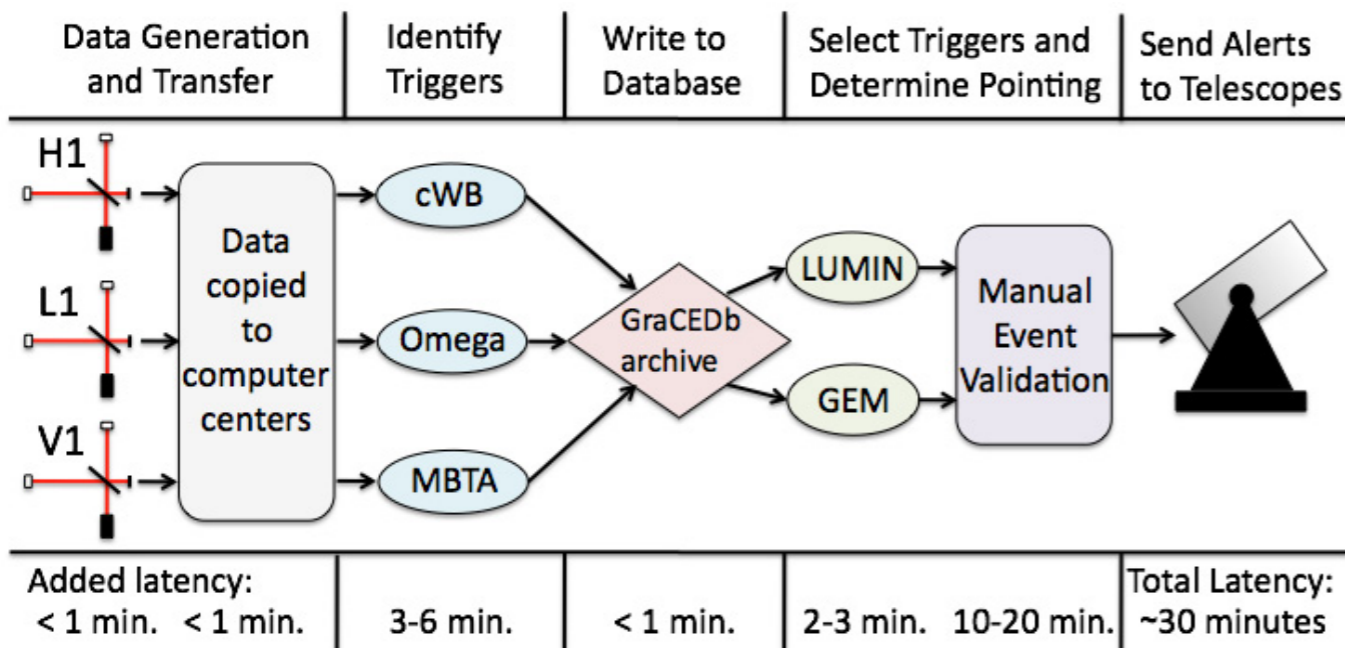 Data Generation
and Transfer
Identify
Triggers
Write to
Database
Select Triggers and
Determine Pointing
Send Alerts
to Telescopes
H1
L1
V1
Data
copied
to
computer
centers
cWB
Omega
MBTA
GraCEDb
archive
LUMIN
GEM
Manual
Event
Validation
Added latency:
< 1 min. < 1 min.
3-6 min.
< 1 min.
2-3 min. 10-20 min.
Total Latency:
~30 minutes